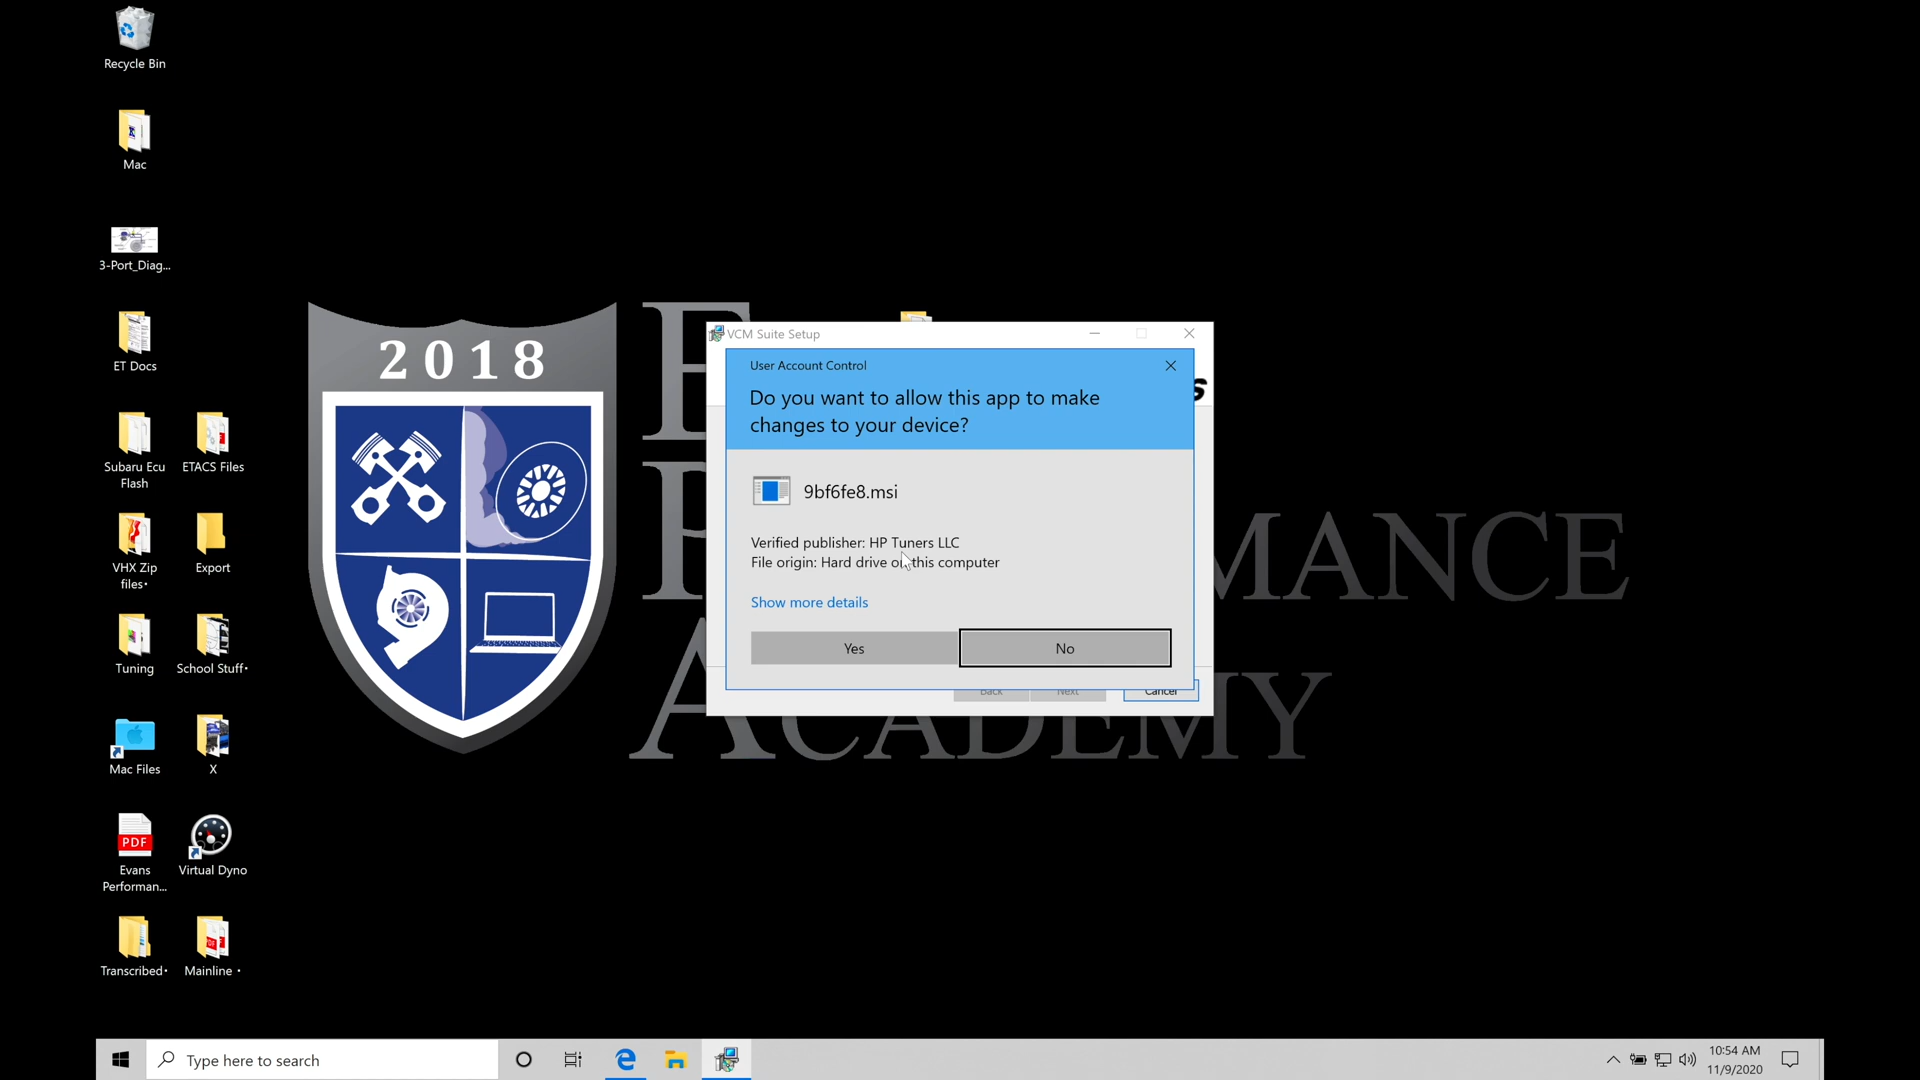 Recycle Bin
Mac
3-Port_Diag...
ET Docs
Subaru Ecu
Flash
ETACS Files
VHX Zip
files
Export
Tuning
School Stuff
Mac Files
X
PDF
Evans
Performan...
Virtual Dyno
Transcribed
Mainline
2018
MANCE
ACADEMY
VCM Suite Setup
User Account Control
Do you want to allow this app to make
changes to your device?
9bf6fe8.msi
Verified publisher: HP Tuners LLC
File origin: Hard drive on this computer
Show more details
Yes
No
Back
Next
Cancel
Type here to search
10:54 AM
11/9/2020